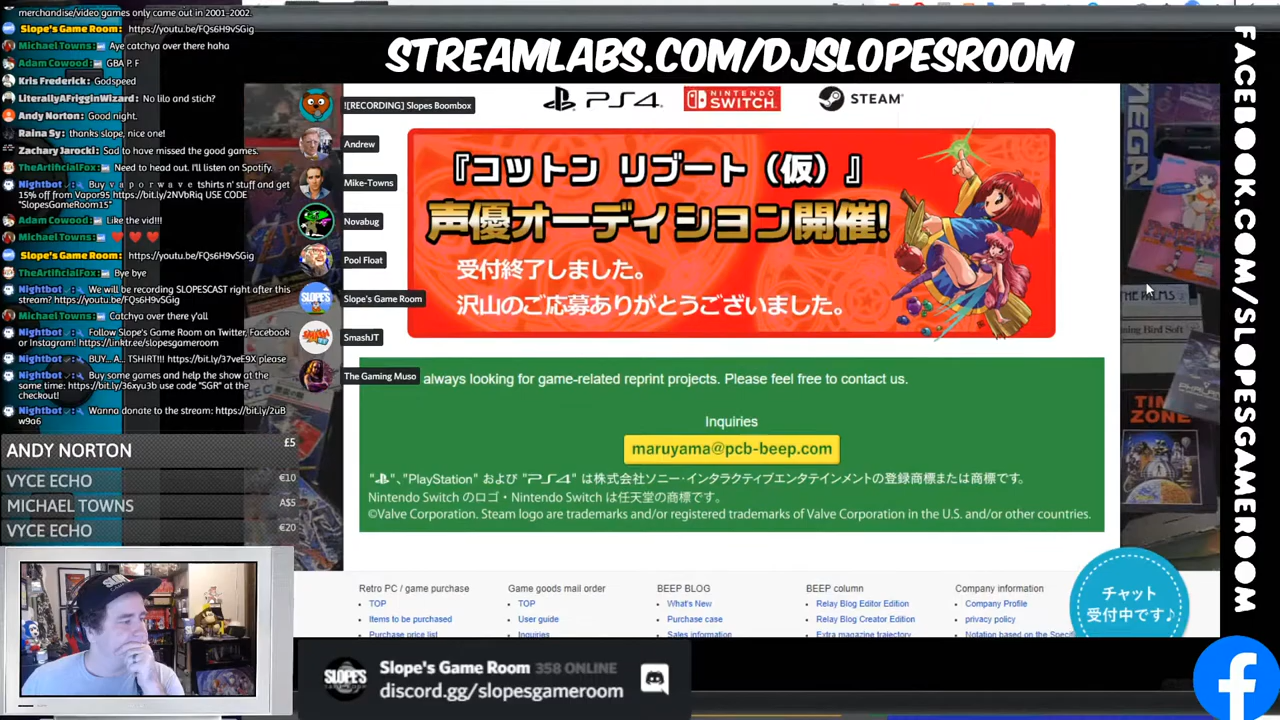 merchandise/video games only come out in 2001-2002.
Slope's Game Room: https://youtu.be/FQs6H9vSGig
Michael Towns: Aye catchya over there haha
Adam Cowood: GBA P. F
Kris Frederick: Godspeed
LiterallyAFrigginWizard: No lilo and stich?
Andy Norton: Good night.
Raina Sy: thanks slope, nice one!
Zachary Jarocki: Sad to have missed the good games.
TheArtificialFox: Need to head out. I'll listen on Spotify.
Nightbot: Buy v a p o r w a v e tshirts n' stuff and get
15% off from Vapor95 https://bit.ly/2NVbRiq USE CODE
"SlopesGameRoom15"
Adam Cowood: Like the vid!!!
Michael Towns:
Slope's Game Room: https://youtu.be/FQs6H9vSGig
TheArtificialFox: Bye bye
Nightbot: We will be recording SLOPESCAST right after this
stream? https://youtu.be/FQs6H9vSGig
Michael Towns: Catchya over there y'all
Nightbot: Follow Slope's Game Room on Twitter, Facebook
or Instagram! https://linktr.ee/slopesgameroom
Nightbot: BUY... A... TSHIRT!!! https://bit.ly/37veE9X please
Nightbot: Buy some games and help the show at the
same time: https://bit.ly/36xyu3b use code "SGR" at the
checkout!
Nightbot: Wanna donate to the stream: https://bit.ly/2uB
w9a6
ANDY NORTON £5
VYCE ECHO €10
MICHAEL TOWNS A$5
VYCE ECHO €20
STREAMLABS.COM/DJSLOPESROOM
![RECORDING] Slopes Boombox
Andrew
Mike-Towns
Novabug
Pool Float
SLOPES
Slope's Game Room
SmashJT
The Gaming Muso
PS4
NINTENDO SWITCH
STEAM
『コットン リブート（仮）』
声優オーディション開催!
受付終了しました。
沢山のご応募ありがとうございました。
always looking for game-related reprint projects. Please feel free to contact us.
Inquiries
maruyama@pcb-beep.com
"", "PlayStation" および "PS4" は株式会社ソニー・インタラクティブエンタテインメントの登録商標または商標です。
Nintendo Switch のロゴ・Nintendo Switch は任天堂の商標です。
©Valve Corporation. Steam logo are trademarks and/or registered trademarks of Valve Corporation in the U.S. and/or other countries.
Retro PC / game purchase
TOP
Items to be purchased
Purchase price list
Game goods mail order
TOP
User guide
Inquiries
BEEP BLOG
What's New
Purchase case
Sales information
BEEP column
Relay Blog Editor Edition
Relay Blog Creator Edition
Extra magazine trajectory
Company information
Company Profile
privacy policy
Notation based on the Specif
チャット
受付中です♪
THE PALMS
TIME
ZONE
FACEBOOK.COM/SLOPESGAMEROOM
SLOPES
Slope's Game Room 358 ONLINE
discord.gg/slopesgameroom